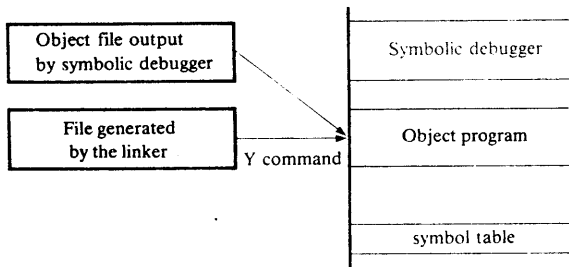 Object file output
by symbolic debugger
File generated
by the linker
Y command
Symbolic debugger
Object program
symbol table